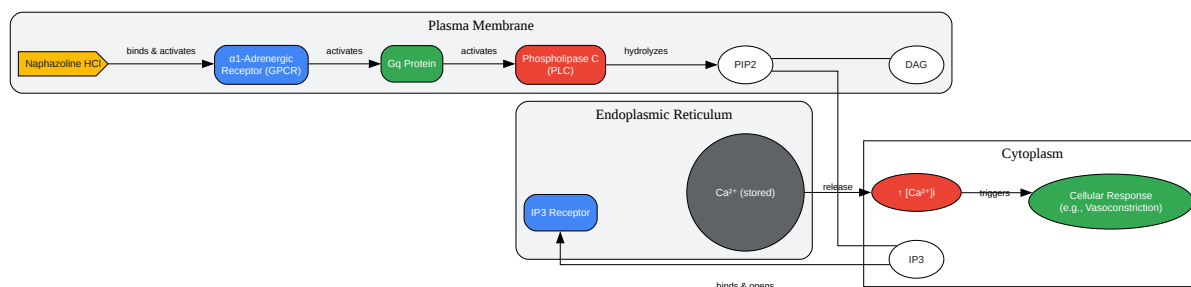 Plasma Membrane
Naphazoline HCl
binds & activates
α1-Adrenergic
Receptor (GPCR)
activates
Gq Protein
activates
Phospholipase C
(PLC)
hydrolyzes
PIP2
DAG
Endoplasmic Reticulum
IP3 Receptor
Ca²⁺ (stored)
release
Cytoplasm
↑ [Ca²⁺]i
triggers
Cellular Response
(e.g., Vasoconstriction)
IP3
binds & opens